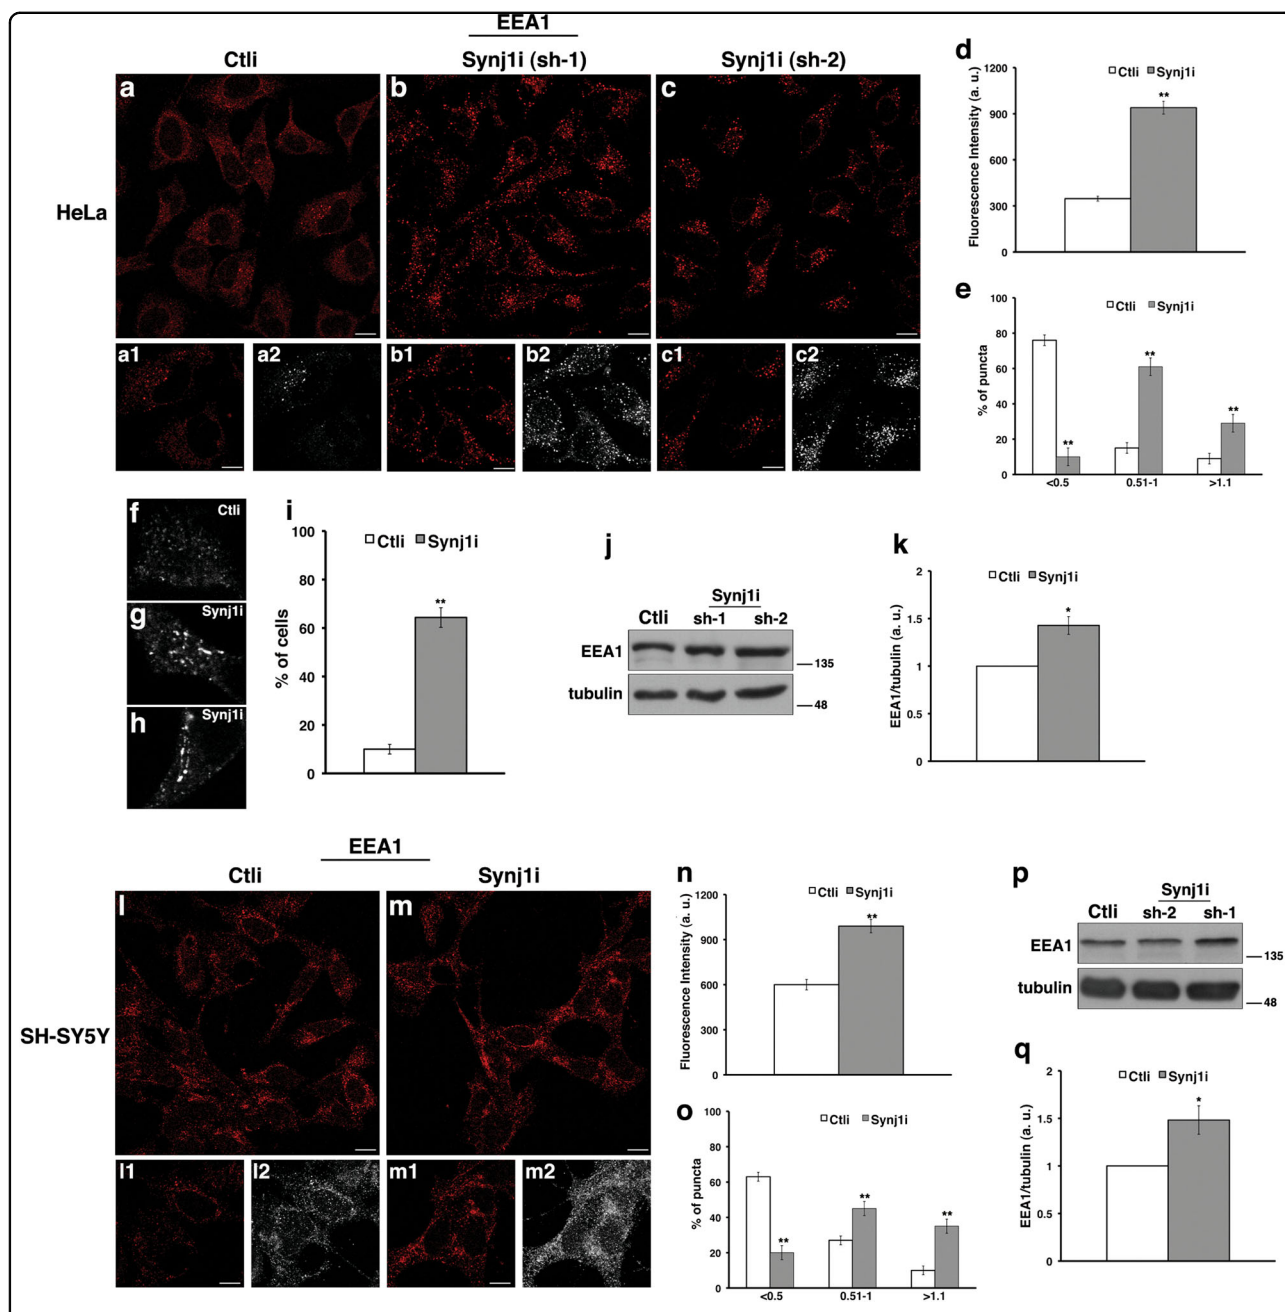 EEA1
Ctli
Synj1i (sh-1)
Synj1i (sh-2)
HeLa
a
b
c
a1
a2
b1
b2
c1
c2
d
Ctli
Synj1i
Fluorescence Intensity (a. u.)
1200
900
600
300
0
**
e
Ctli
Synj1i
% of puncta
100
80
60
40
20
0
**
**
**
<0.5
0.51-1
>1.1
f
Ctli
g
Synj1i
h
Synj1i
i
Ctli
Synj1i
% of cells
100
80
60
40
20
0
**
j
Synj1i
Ctli
sh-1
sh-2
EEA1
135
tubulin
48
k
Ctli
Synj1i
EEA1/tubulin (a. u.)
2
1.5
1
0.5
0
*
EEA1
Ctli
Synj1i
SH-SY5Y
l
m
l1
l2
m1
m2
n
Ctli
Synj1i
Fluorescence Intensity (a. u.)
1200
900
600
300
0
**
o
Ctli
Synj1i
% of puncta
100
80
60
40
20
0
**
**
**
<0.5
0.51-1
>1.1
p
Synj1i
Ctli
sh-2
sh-1
EEA1
135
tubulin
48
q
Ctli
Synj1i
EEA1/tubulin (a. u.)
2
1.5
1
0.5
0
*